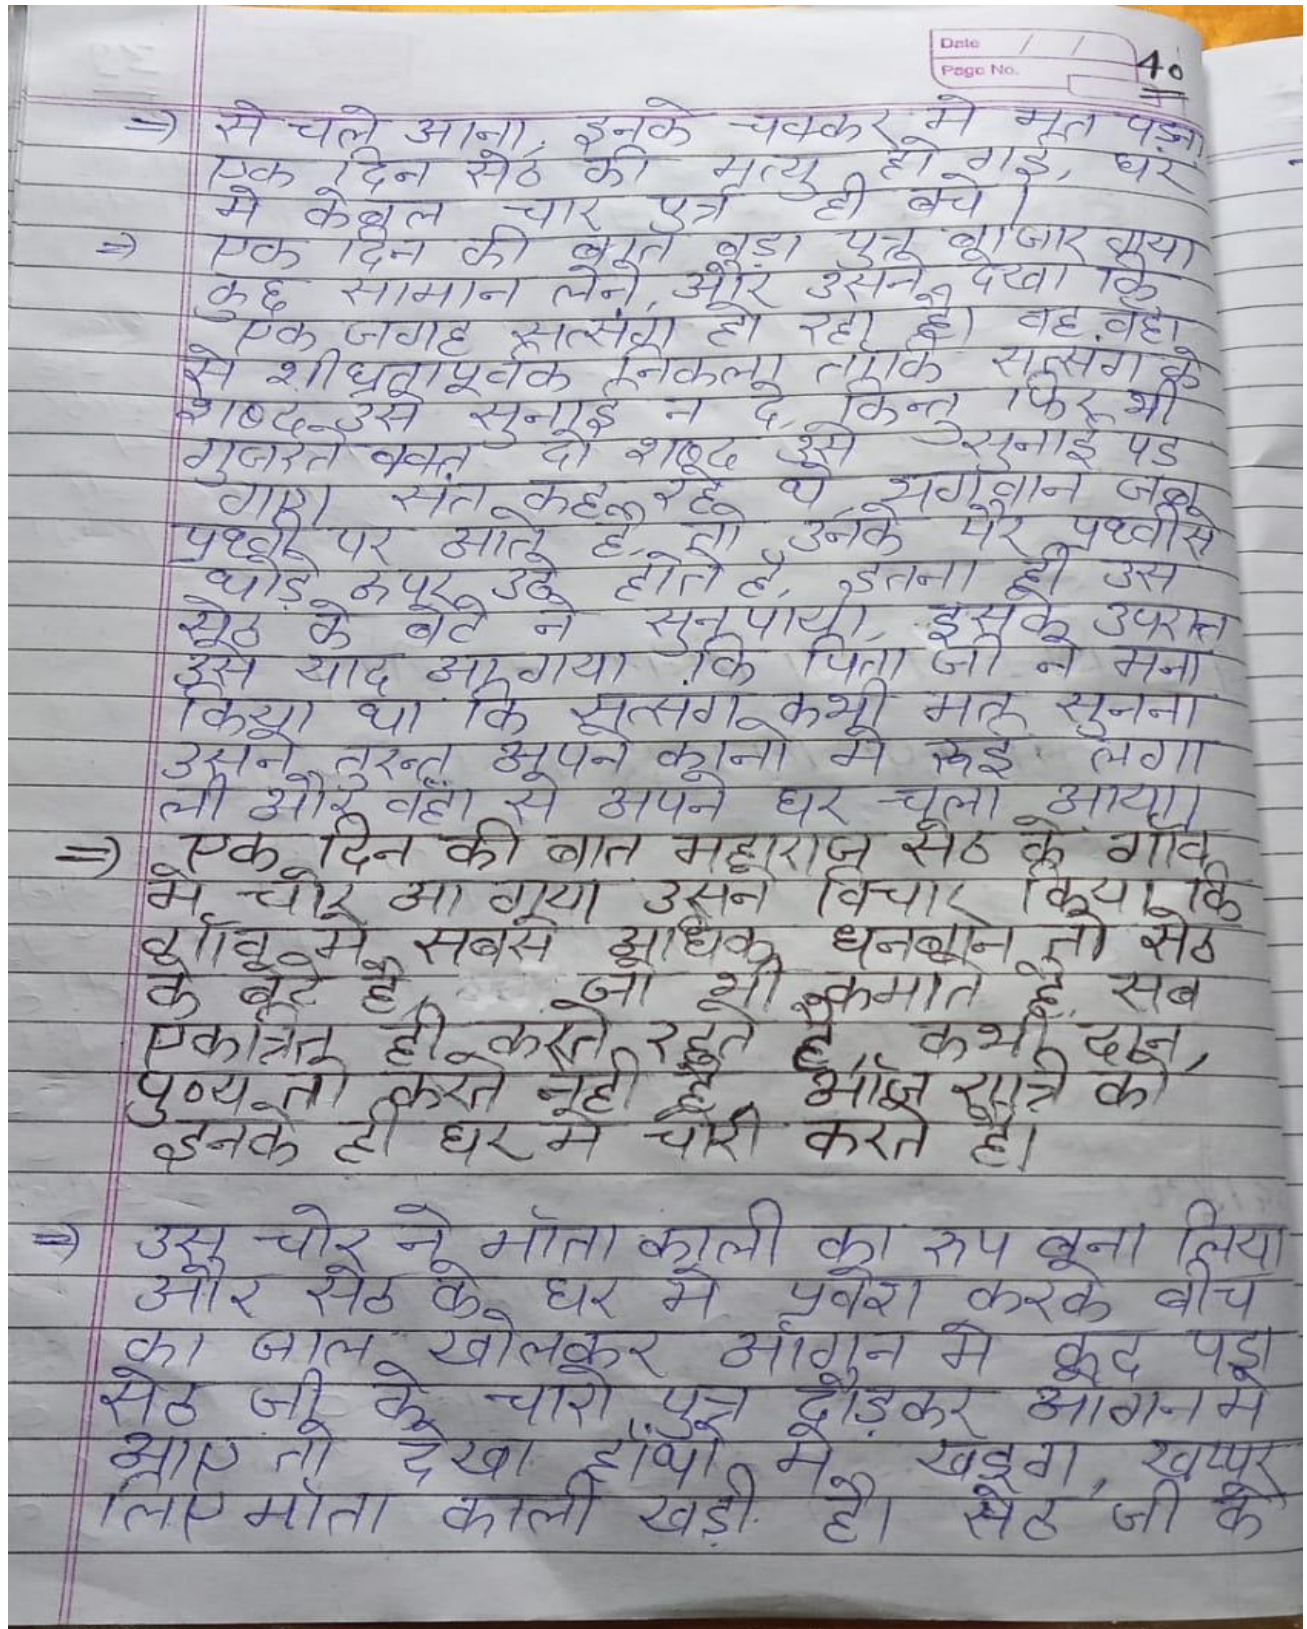 Date / /
Page No. 40
=> से चले आना, इनके चक्कर मे मत पड़ना
एक दिन सेठ की मृत्यु हो गई, घर
मे केवल चार पुत्र ही बचे।
=> एक दिन की बात बड़ा पुत्र बाजार गया
कुछ सामान लेने, और उसने देखा कि
एक जगह सत्संग हो रहा है। वह वहाँ
से शीघ्रतापूर्वक निकला ताकि सत्संग के
शब्द उसे सुनाई न दे, किन्तु फिर भी
गुजरते वक्त दो शब्द उसे सुनाई पड
गए। संत कह रहे थे भगवान जब
प्रथ्वी पर आते है, तो उनके पैर प्रथ्वी से
थोड़े ऊपर उठे होते है, इतना ही उस
सेठ के बेटे ने सुन पाया, इसके उपरान्त
उसे याद आ गया कि पिता जी ने मना
किया था कि सत्संग कभी मत सुनना
उसने तुरन्त अपने कानो मे रूई लगा
ली और वहाँ से अपने घर चला आया।
=> एक दिन की बात महाराज सेठ के गाँव
मे चोर आ गया उसने विचार किया कि
गाँव मे सबसे अधिक धनबान तो सेठ
के बेटे है, जो भी कमाते है, सब
एकत्रित ही करते रहते है, कभी दान,
पुण्य तो करते नही है, आज रात्रि को
इनके ही घर मे चोरी करते है।
=> उस चोर ने माँता काली का रुप बना लिया
और सेठ के घर मे प्रवेश करके बीच
का जाल खोलकर आँगन मे कूद पड़ा
सेठ जी के चारो पुत्र दौड़कर आँगन मे
आए तो देखा हाँथो मे खड्ग, खप्पर
लिए माँता काली खड़ी है। सेठ जी के